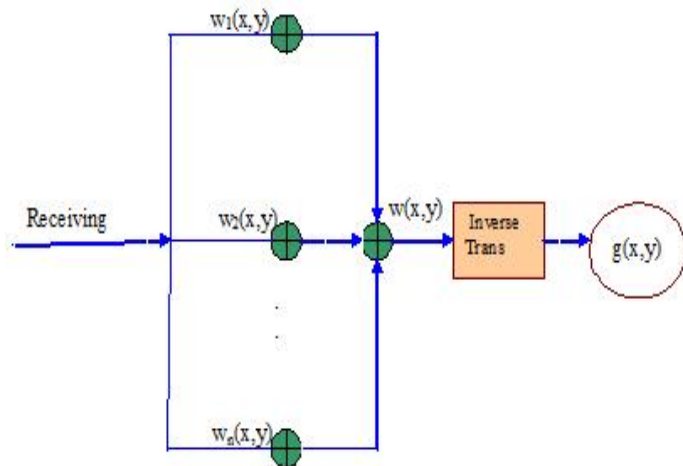 w₁(x,y)
Receiving
w₂(x,y)
w(x,y)
Inverse
Trans
g(x,y)
.
.
wₙ(x,y)